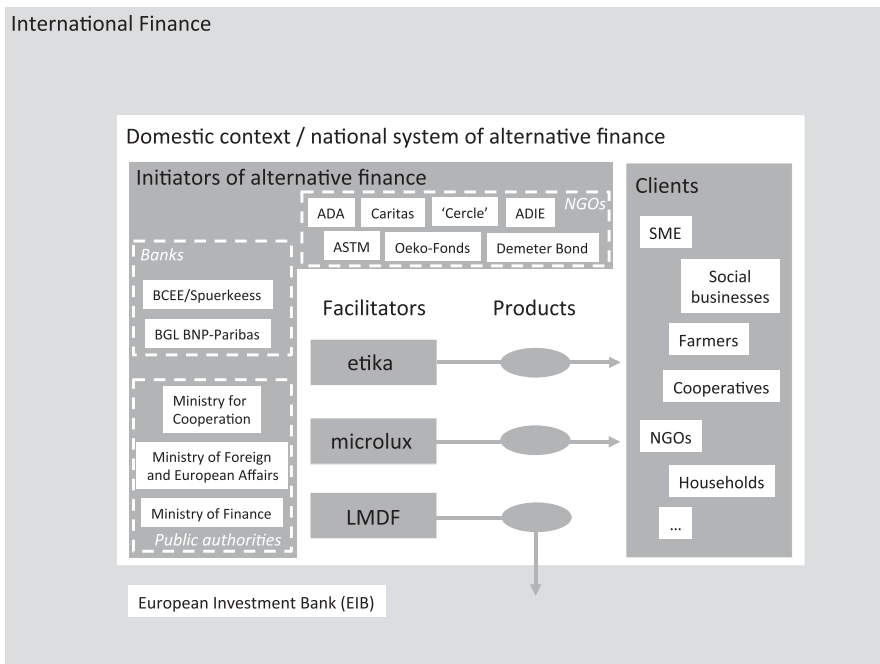 International Finance
Domestic context / national system of alternative finance
Initiators of alternative finance
NGOs
ADA
Caritas
‘Cercle’
ADIE
ASTM
Oeko-Fonds
Demeter Bond
Banks
BCEE/Spuerkeess
BGL BNP-Paribas
Ministry for
Cooperation
Ministry of Foreign
and European Affairs
Ministry of Finance
Public authorities
Facilitators
Products
etika
microlux
LMDF
Clients
SME
Social
businesses
Farmers
Cooperatives
NGOs
Households
...
European Investment Bank (EIB)